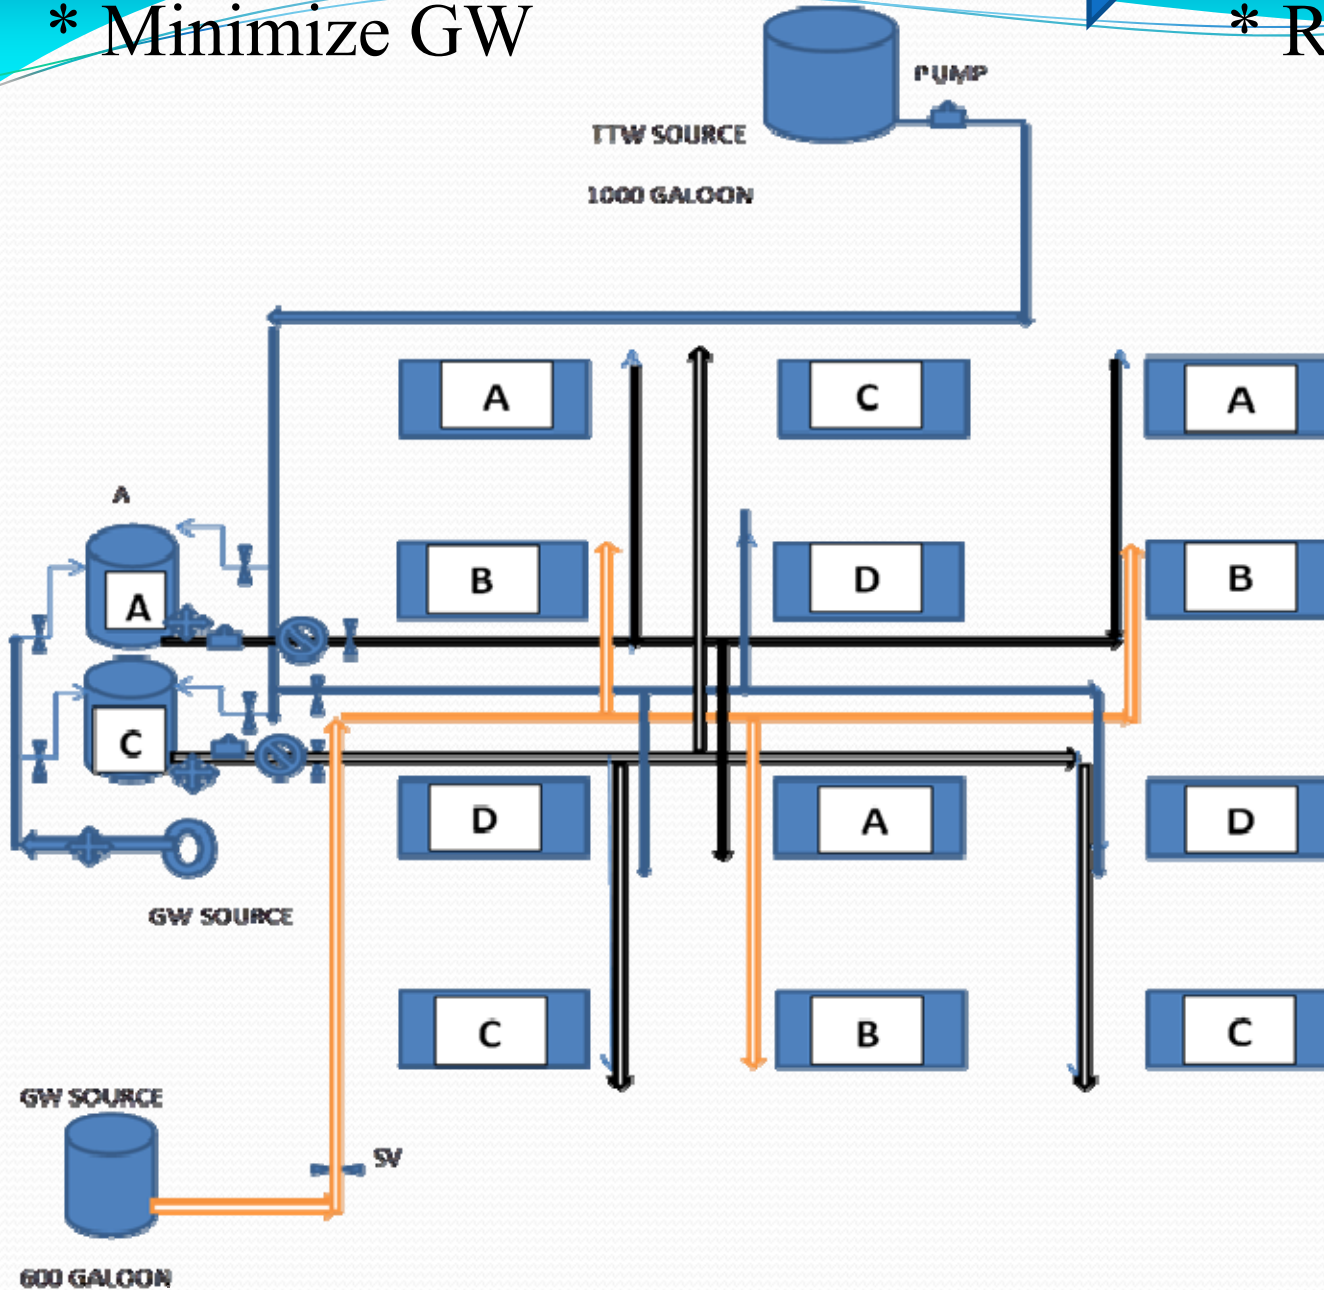 * Minimize GW * R
PUMP
TTW SOURCE
1000 GALOON
A C A
A
B D B
A
C
D A D
GW SOURCE
C B C
GW SOURCE
SV
600 GALOON